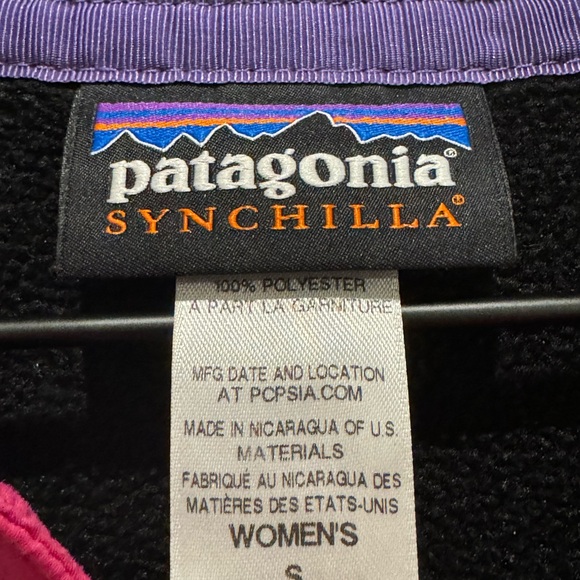 patagonia®
SYNCHILLA®
100% POLYESTER
À PART LA GARNITURE
MFG DATE AND LOCATION
AT PCPSIA.COM
MADE IN NICARAGUA OF U.S.
MATERIALS
FABRIQUÉ AU NICARAGUA DES
MATIÈRES DES ETATS-UNIS
WOMEN'S
S